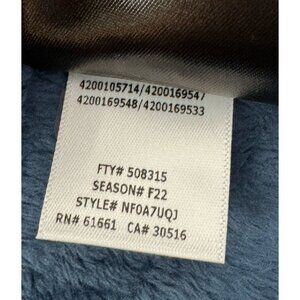 4200105714/4200169547
4200169548/4200169533
FTY# 508315
SEASON# F22
STYLE# NF0A7UQJ
RN# 61661 CA# 30516